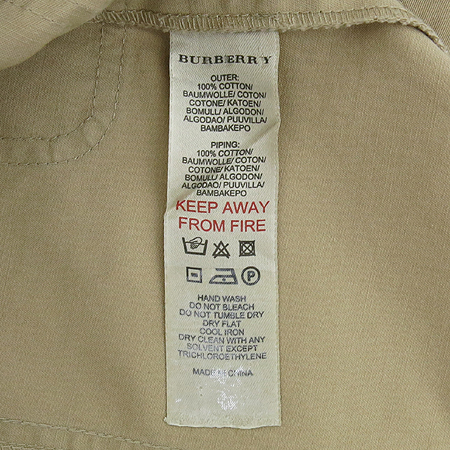 BURBERRY
OUTER:
100% COTTON/
BAUMWOLLE/ COTON/
COTONE/ KATOEN/
BOMULL/ ALGODON/
ALGODAO/ PUUVILLA/
BAMBAKEPO
PIPING:
100% COTTON/
BAUMWOLLE/ COTON/
COTONE/ KATOEN/
BOMULL/ ALGODON/
ALGODAO/ PUUVILLA/
BAMBAKEPO
KEEP AWAY
FROM FIRE
P
HAND WASH
DO NOT BLEACH
DO NOT TUMBLE DRY
DRY FLAT
COOL IRON
DRY CLEAN WITH ANY
SOLVENT EXCEPT
TRICHLOROETHYLENE
MADE IN CHINA